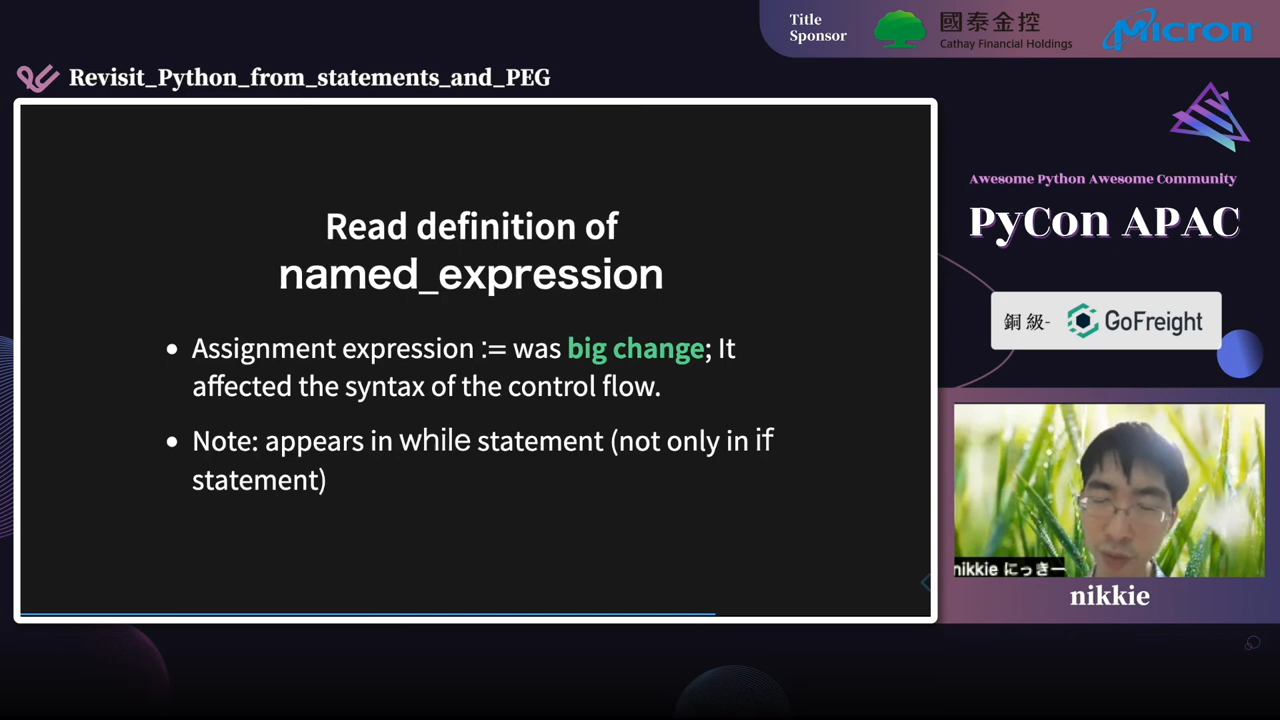 Title
Sponsor
國泰金控
Cathay Financial Holdings
Micron
Revisit_Python_from_statements_and_PEG
Read definition of
named_expression
• Assignment expression := was big change; It
affected the syntax of the control flow.
• Note: appears in while statement (not only in if
statement)
Awesome Python Awesome Community
PyCon APAC
銅級-
GoFreight
nikkie にっきー
nikkie